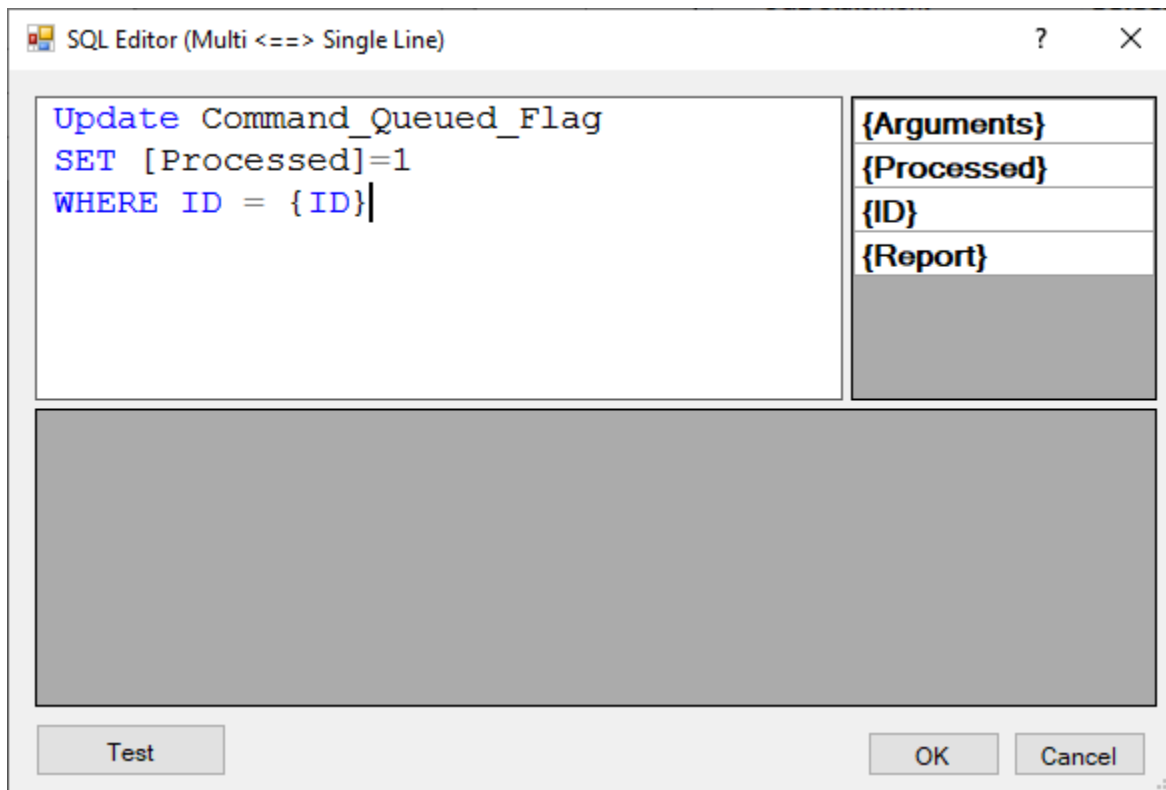 SQL Editor (Multi <==> Single Line)
?
Update Command_Queued_Flag
SET [Processed]=1
WHERE ID = {ID}
{Arguments}
{Processed}
{ID}
{Report}
Test
OK
Cancel